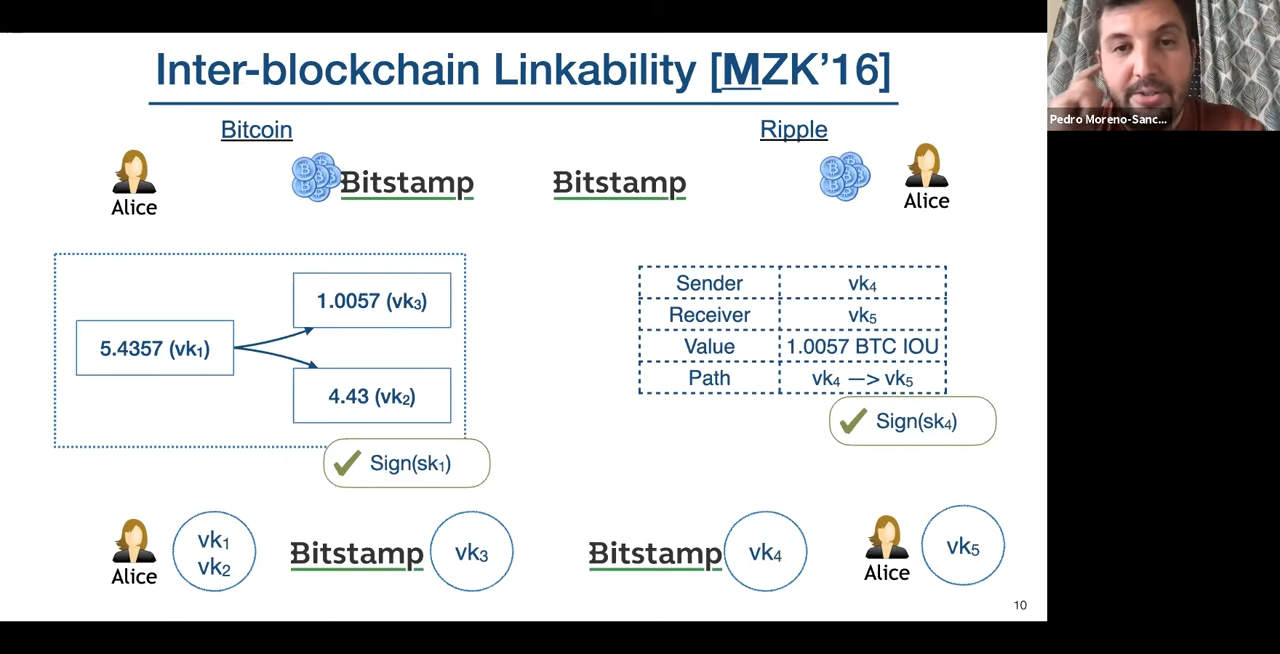 Inter-blockchain Linkability [MZK'16]
Pedro Moreno-Sanc...
Bitcoin
Ripple
Alice
Bitstamp
Bitstamp
Alice
5.4357 (vk₁)
1.0057 (vk₃)
4.43 (vk₂)
Sign(sk₁)
Sender vk₄
Receiver vk₅
Value 1.0057 BTC IOU
Path vk₄ —> vk₅
Sign(sk₄)
Alice
vk₁
vk₂
Bitstamp
vk₃
Bitstamp
vk₄
Alice
vk₅
10